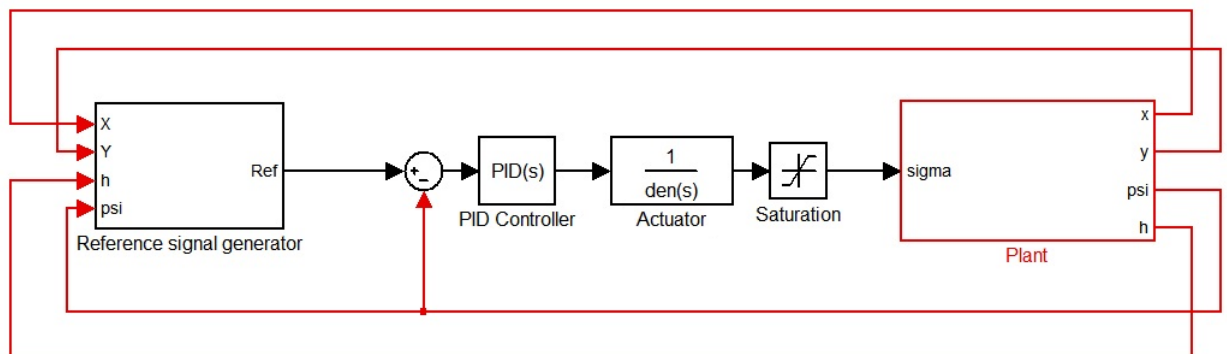 X
Y
h
psi
Ref
Reference signal generator
+
−
PID(s)
PID Controller
1
den(s)
Actuator
Saturation
sigma
x
y
psi
h
Plant